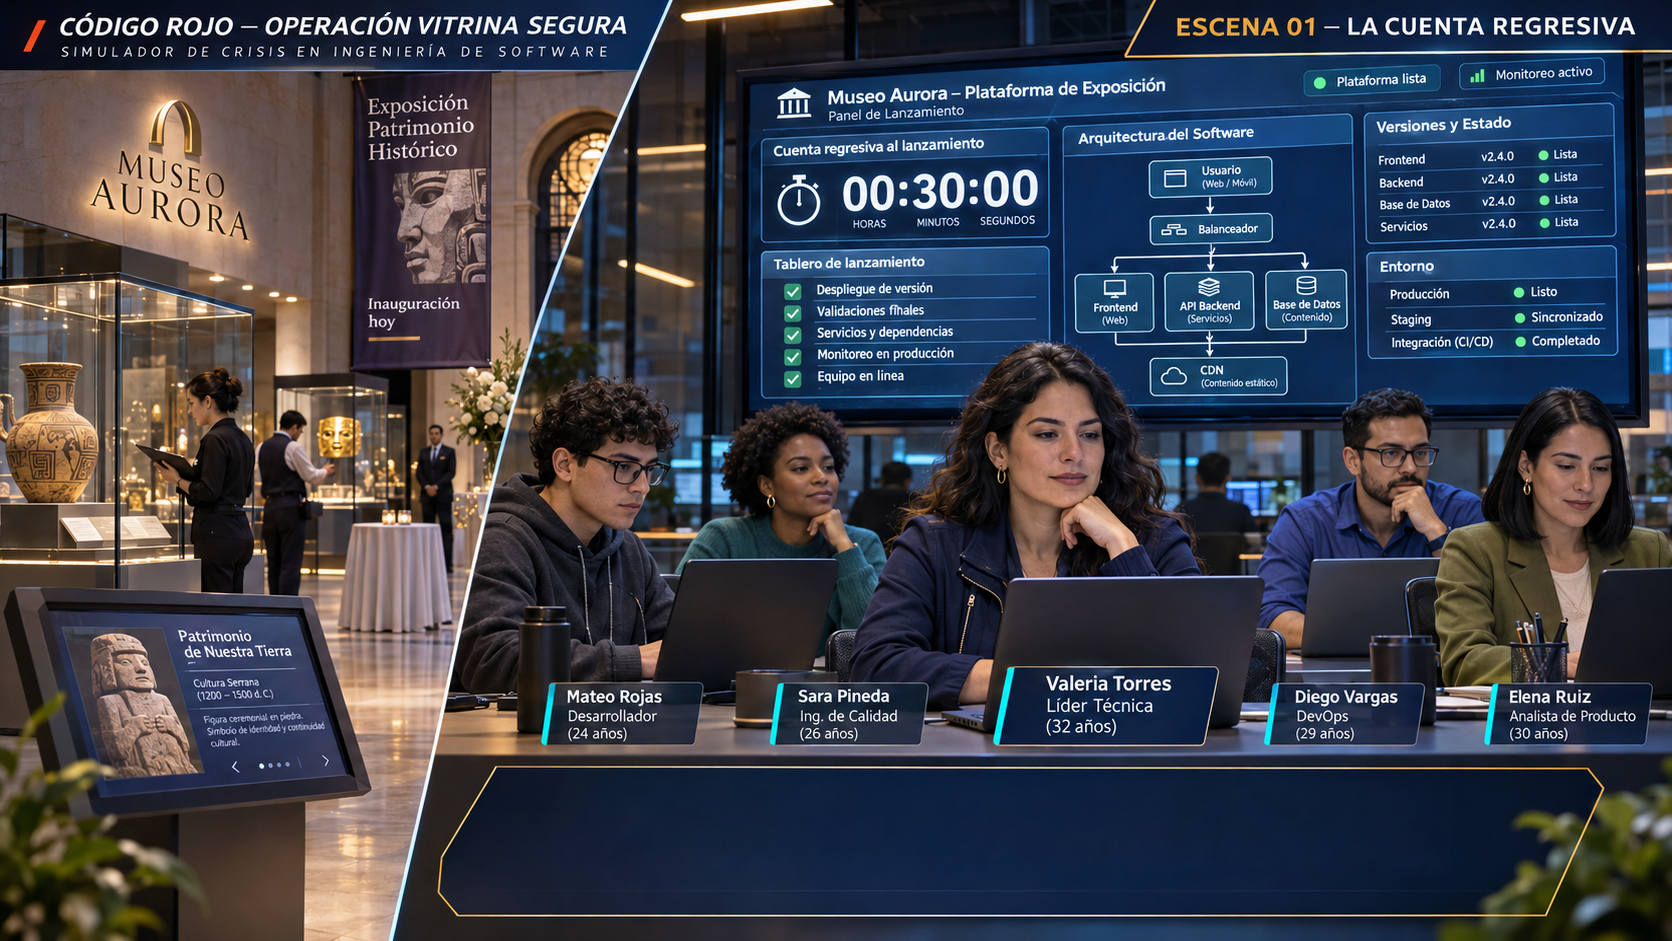 CÓDIGO ROJO — OPERACIÓN VITRINA SEGURA
SIMULADOR DE CRISIS EN INGENIERÍA DE SOFTWARE
ESCENA 01 — LA CUENTA REGRESIVA
MUSEO
AURORA
Exposición
Patrimonio
Histórico
Inauguración
hoy
Patrimonio
de Nuestra Tierra
Cultura Serrana
(1200 – 1500 d.C.)
Figura ceremonial en piedra.
Símbolo de identidad y continuidad
cultural.
Museo Aurora – Plataforma de Exposición
Panel de Lanzamiento
Plataforma lista
Monitoreo activo
Cuenta regresiva al lanzamiento
00:30:00
HORAS MINUTOS SEGUNDOS
Tablero de lanzamiento
Despliegue de versión
Validaciones finales
Servicios y dependencias
Monitoreo en producción
Equipo en línea
Arquitectura del Software
Usuario
(Web / Móvil)
Balanceador
Frontend
(Web)
API Backend
(Servicios)
Base de Datos
(Contenido)
CDN
(Contenido estático)
Versiones y Estado
Frontend v2.4.0 Lista
Backend v2.4.0 Lista
Base de Datos v2.4.0 Lista
Servicios v2.4.0 Lista
Entorno
Producción Listo
Staging Sincronizado
Integración (CI/CD) Completado
Mateo Rojas
Desarrollador
(24 años)
Sara Pineda
Ing. de Calidad
(26 años)
Valeria Torres
Líder Técnica
(32 años)
Diego Vargas
DevOps
(29 años)
Elena Ruiz
Analista de Producto
(30 años)